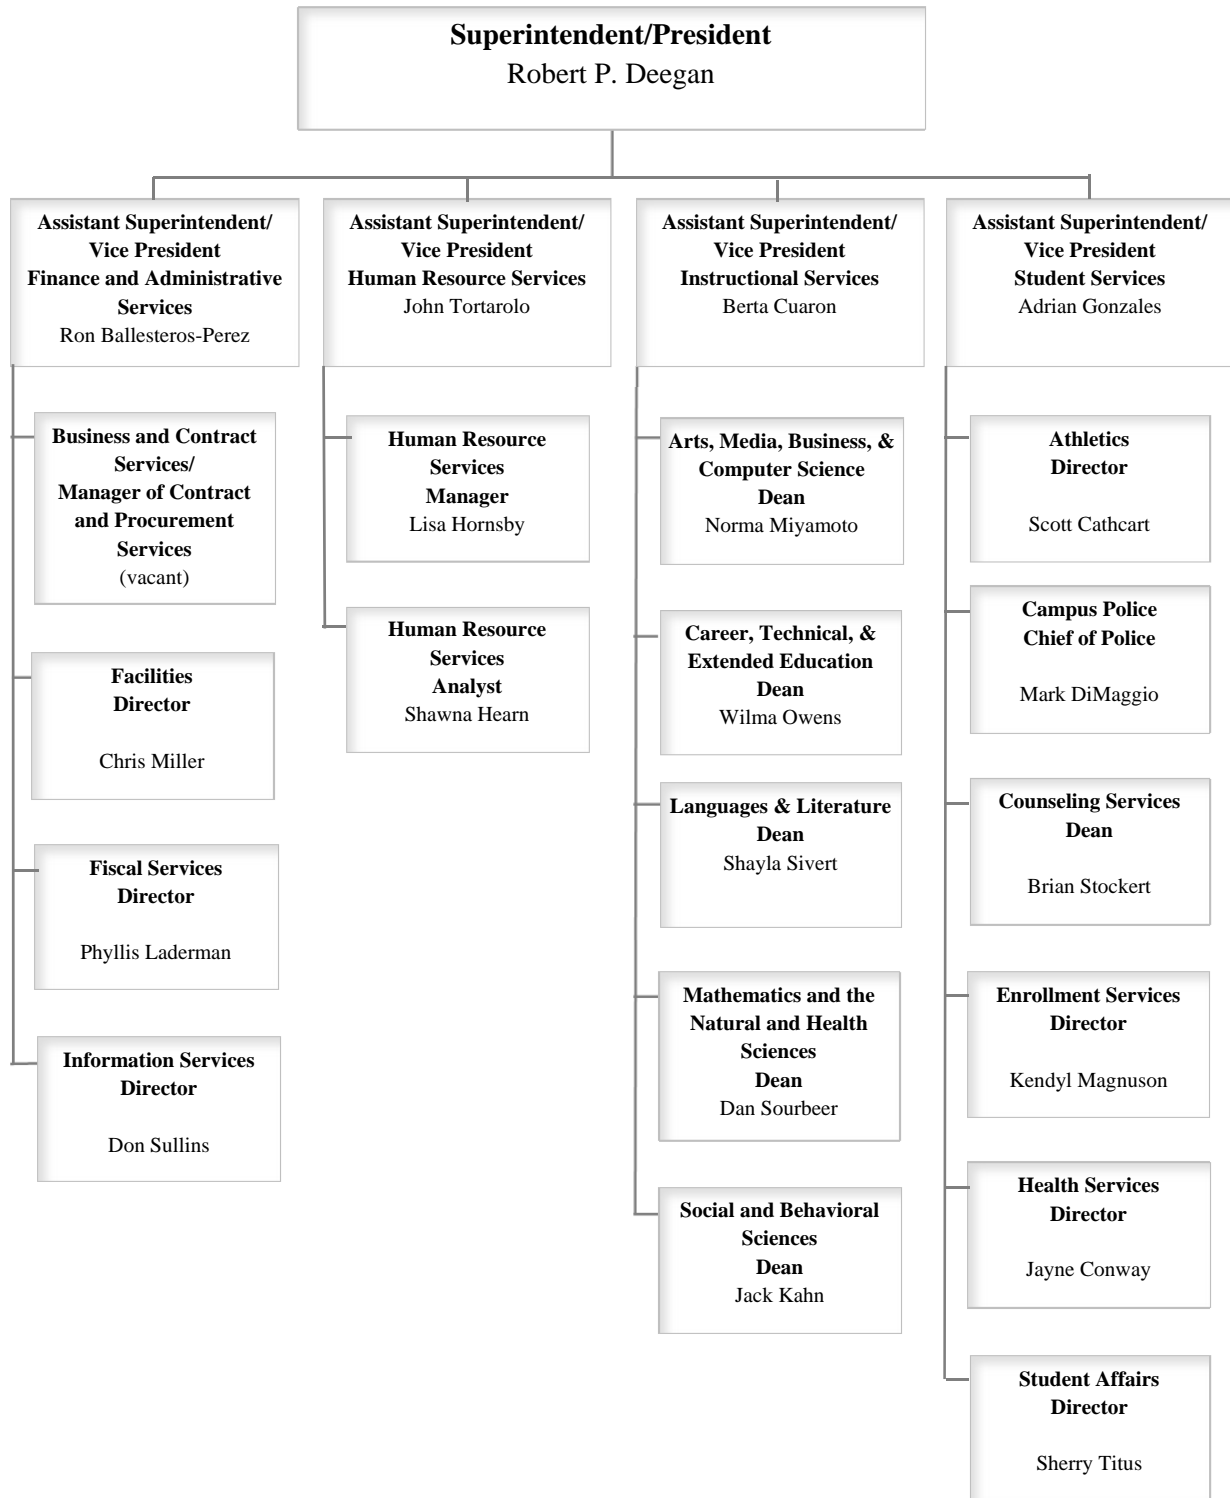 Superintendent/President
Robert P. Deegan
Assistant Superintendent/
Vice President
Finance and Administrative
Services
Ron Ballesteros-Perez
Business and Contract
Services/
Manager of Contract
and Procurement
Services
(vacant)
Facilities
Director
Chris Miller
Fiscal Services
Director
Phyllis Laderman
Information Services
Director
Don Sullins
Assistant Superintendent/
Vice President
Human Resource Services
John Tortarolo
Human Resource
Services
Manager
Lisa Hornsby
Human Resource
Services
Analyst
Shawna Hearn
Assistant Superintendent/
Vice President
Instructional Services
Berta Cuaron
Arts, Media, Business, &
Computer Science
Dean
Norma Miyamoto
Career, Technical, &
Extended Education
Dean
Wilma Owens
Languages & Literature
Dean
Shayla Sivert
Mathematics and the
Natural and Health
Sciences
Dean
Dan Sourbeer
Social and Behavioral
Sciences
Dean
Jack Kahn
Assistant Superintendent/
Vice President
Student Services
Adrian Gonzales
Athletics
Director
Scott Cathcart
Campus Police
Chief of Police
Mark DiMaggio
Counseling Services
Dean
Brian Stockert
Enrollment Services
Director
Kendyl Magnuson
Health Services
Director
Jayne Conway
Student Affairs
Director
Sherry Titus